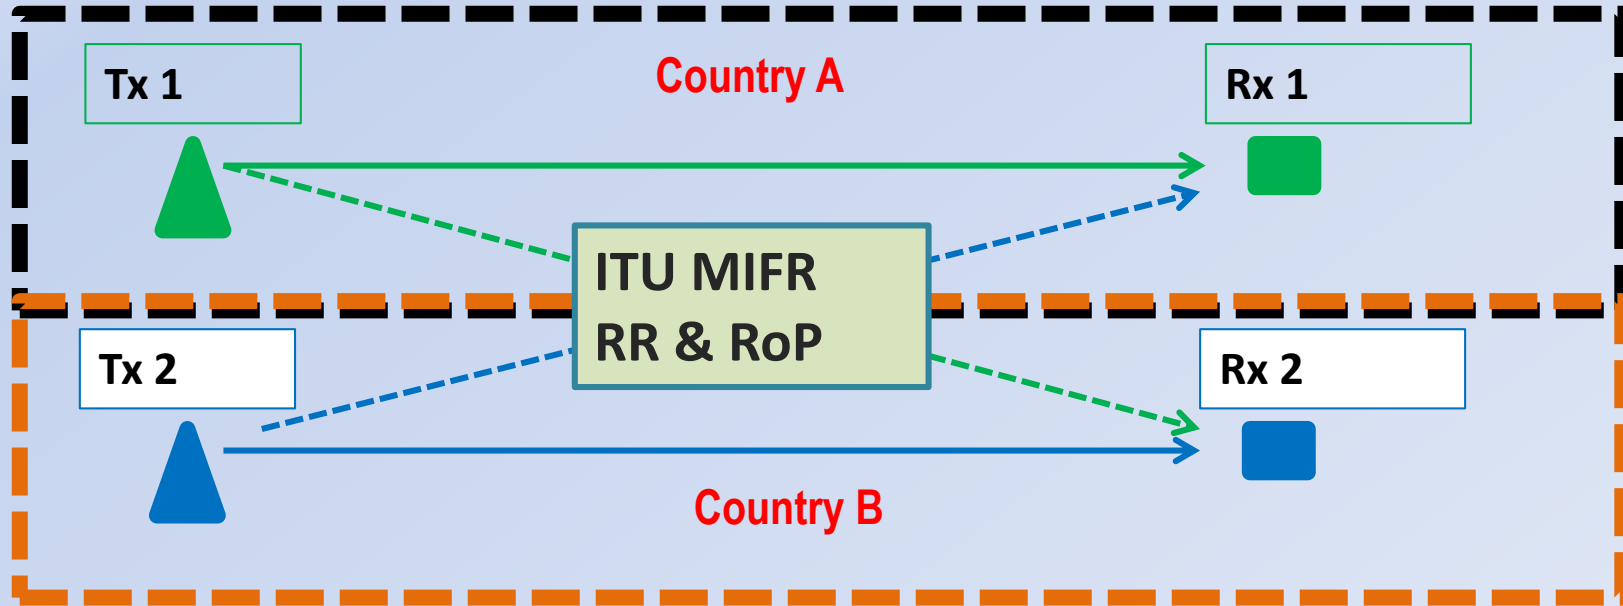 Tx 1
Country A
Rx 1
ITU MIFR
RR & RoP
Tx 2
Rx 2
Country B